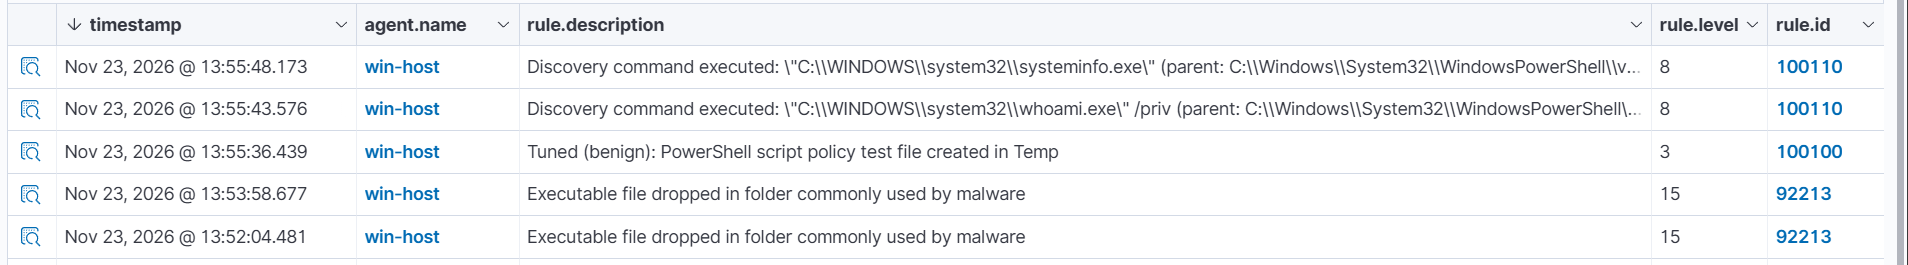 timestamp agent.name rule.description rule.level rule.id
Nov 23, 2026 @ 13:55:48.173 win-host Discovery command executed: \"C:\\WINDOWS\\system32\\systeminfo.exe\" (parent: C:\\Windows\\System32\\WindowsPowerShell\\v... 8 100110
Nov 23, 2026 @ 13:55:43.576 win-host Discovery command executed: \"C:\\WINDOWS\\system32\\whoami.exe\" /priv (parent: C:\\Windows\\System32\\WindowsPowerShell\... 8 100110
Nov 23, 2026 @ 13:55:36.439 win-host Tuned (benign): PowerShell script policy test file created in Temp 3 100100
Nov 23, 2026 @ 13:53:58.677 win-host Executable file dropped in folder commonly used by malware 15 92213
Nov 23, 2026 @ 13:52:04.481 win-host Executable file dropped in folder commonly used by malware 15 92213